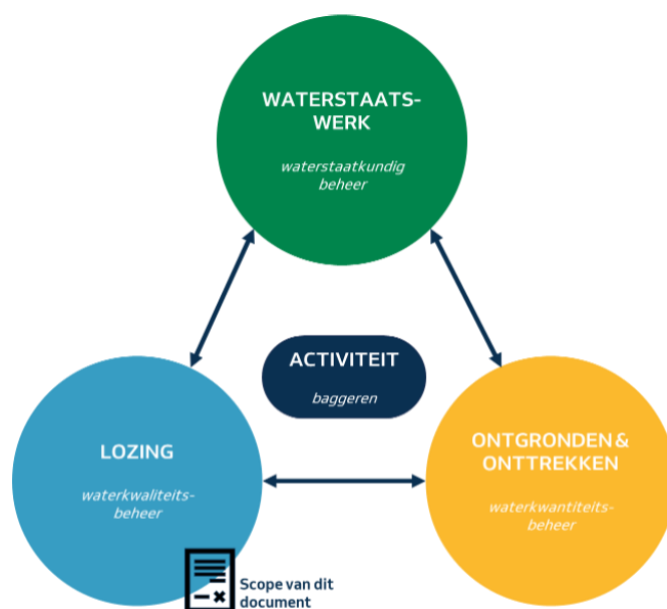 WATERSTAATS-
WERK
waterstaatkundig
beheer
ACTIVITEIT
baggeren
LOZING
waterkwaliteits-
beheer
ONTGRONDEN &
ONTTREKKEN
waterkwantiteits-
beheer
Scope van dit
document